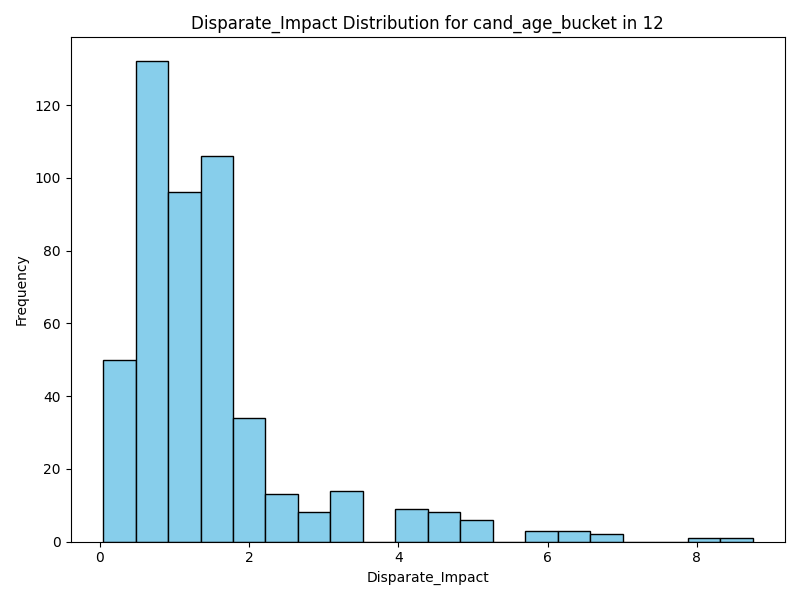 Disparate_Impact Distribution for cand_age_bucket in 12
120
100
80
60
40
20
0
Frequency
0 2 4 6 8
Disparate_Impact